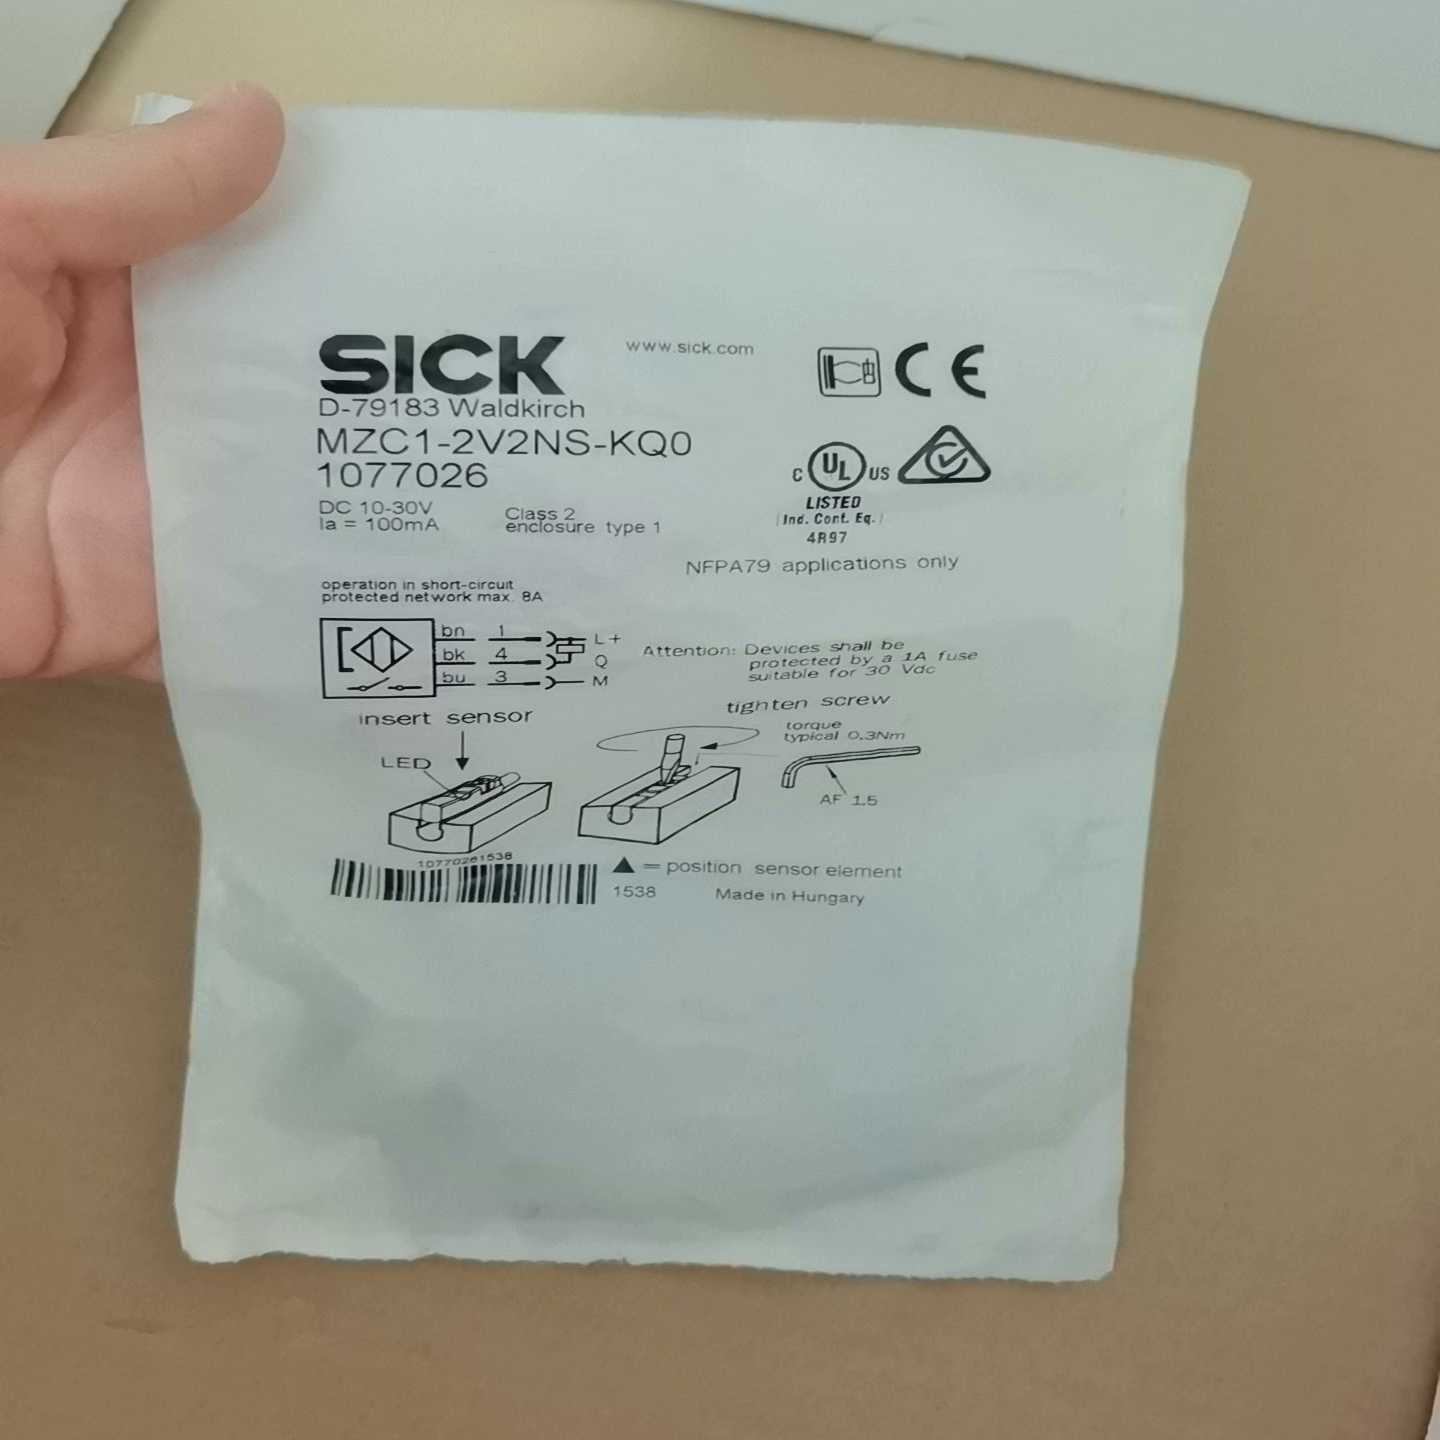 SICK
www.sick.com
CE
D-79183 Waldkirch
MZC1-2V2NS-KQ0
1077026
C UL US
LISTED
Ind. Cont. Eq.
4R97
DC 10-30V
Ia = 100mA
Class 2
enclosure type 1
NFPA79 applications only
operation in short-circuit
protected network max. 8A
bn 1 L+
bk 4 Q
bu 3 M
Attention: Devices shall be
protected by a 1A fuse
suitable for 30 Vdc
insert sensor
LED
tighten screw
torque
typical 0.3Nm
AF 1.5
10770261538
▲ = position sensor element
1538 Made in Hungary